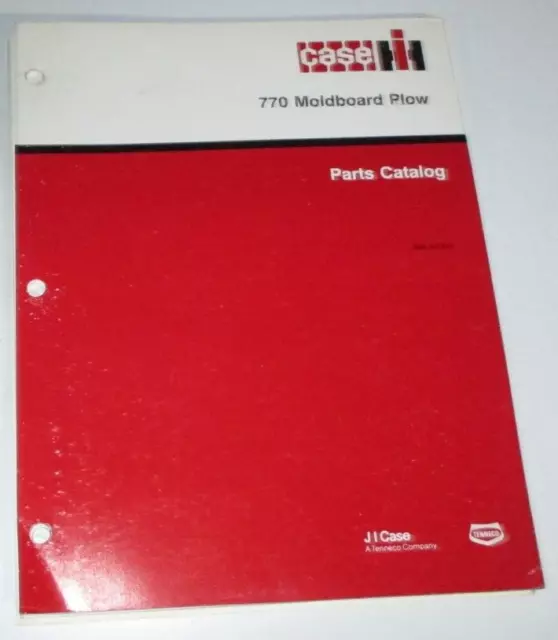 case IH
770 Moldboard Plow
Parts Catalog
J I Case
A Tenneco Company
TENNECO